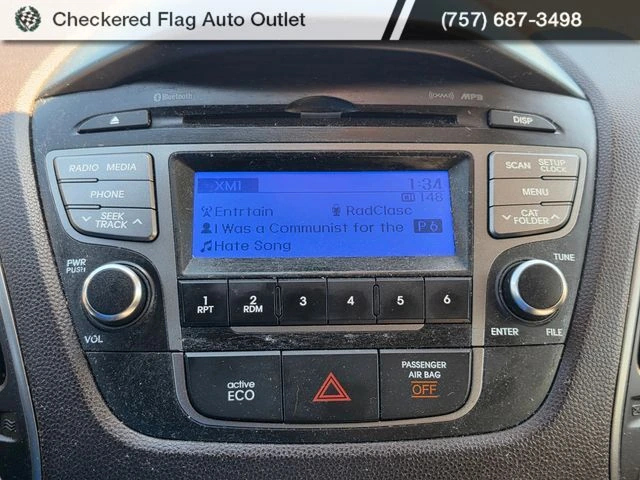 Checkered Flag Auto Outlet
(757) 687-3498
Bluetooth
((XM)) MP3
DISP
RADIO MEDIA
PHONE
SEEK
TRACK
XM1 1:34
148
Entrtain RadClasc
I Was a Communist for the P.6
Hate Song
SCAN SETUP
CLOCK
MENU
CAT
FOLDER
PWR
PUSH
VOL
TUNE
ENTER FILE
1
RPT
2
RDM
3
4
5
6
active
ECO
PASSENGER
AIR BAG
OFF